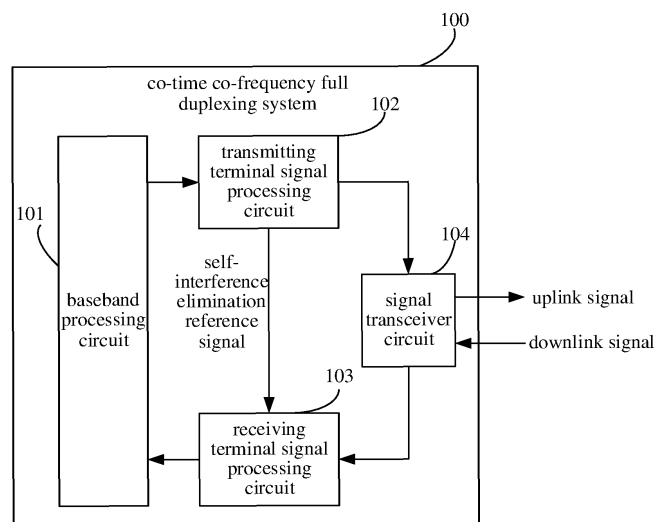 100
co-time co-frequency full
duplexing system
102
transmitting
terminal signal
processing
circuit
101
104
self-
interference
elimination
reference
signal
baseband
processing
circuit
signal
transceiver
circuit
uplink signal
downlink signal
103
receiving
terminal signal
processing
circuit